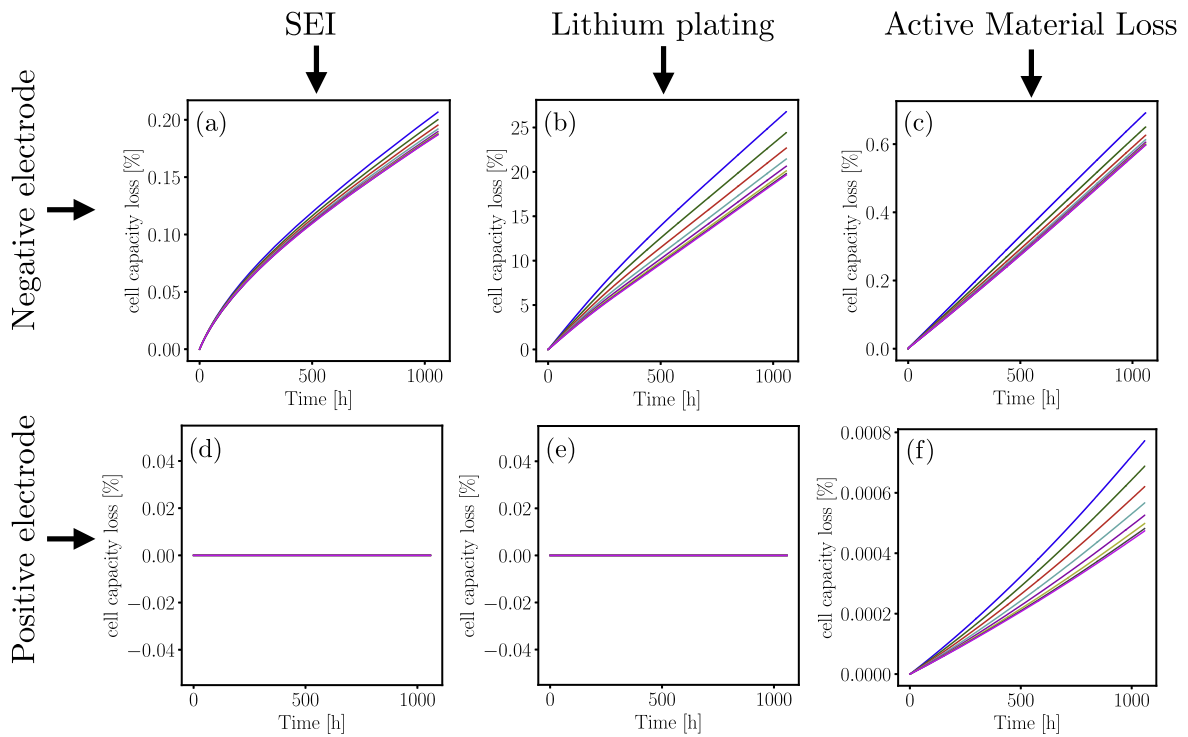 SEI
Lithium plating
Active Material Loss
Negative electrode
(a)
cell capacity loss [%]
0.20
0.15
0.10
0.05
0.00
0
500
1000
Time [h]
(b)
cell capacity loss [%]
25
20
15
10
5
0
0
500
1000
Time [h]
(c)
cell capacity loss [%]
0.6
0.4
0.2
0.0
0
500
1000
Time [h]
Positive electrode
(d)
cell capacity loss [%]
0.04
0.02
0.00
−0.02
−0.04
0
500
1000
Time [h]
(e)
cell capacity loss [%]
0.04
0.02
0.00
−0.02
−0.04
0
500
1000
Time [h]
(f)
cell capacity loss [%]
0.0008
0.0006
0.0004
0.0002
0.0000
0
500
1000
Time [h]